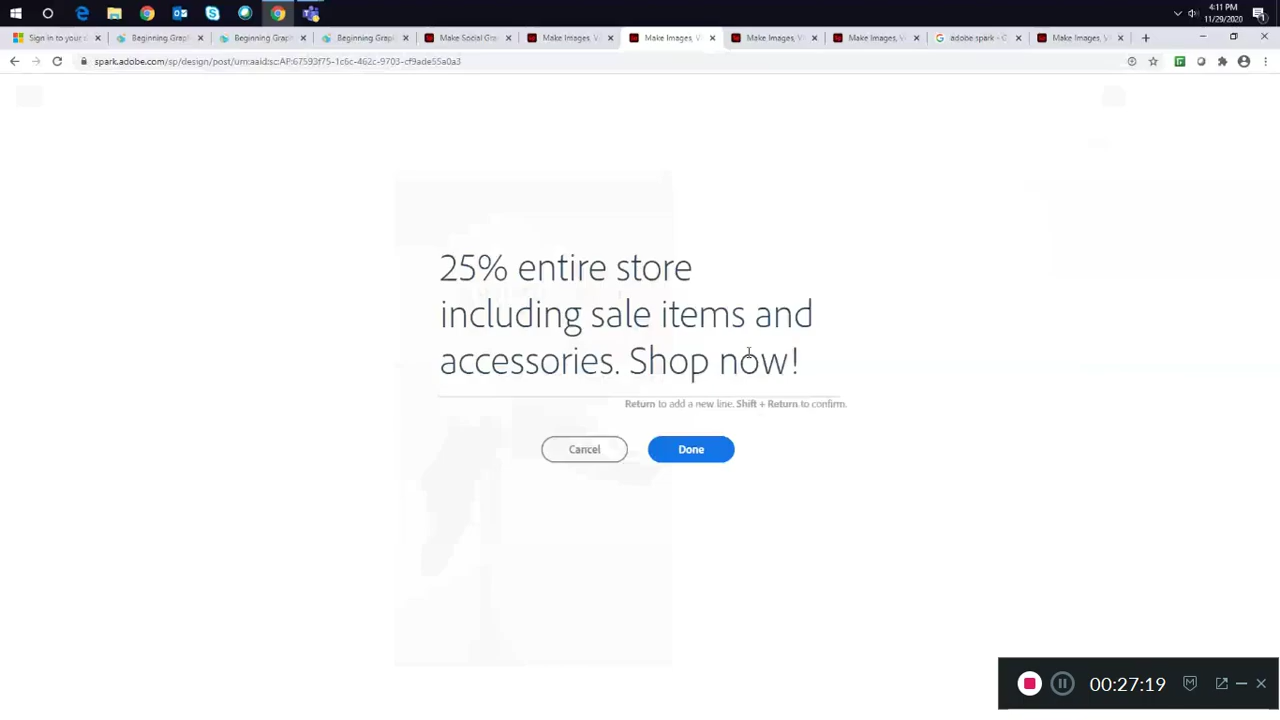 4:11 PM
11/29/2020
Sign in to your
Beginning Grap
Beginning Grap
Beginning Grap
Make Social Gra
Make Images, V
Make Images, V
Make Images, V
Make Images, V
adobe spark - G
Make Images, V
spark.adobe.com/sp/design/post/urn:aaid:sc:AP:67593f75-1c6c-462c-9703-cf9ade55a0a3
25% entire store
including sale items and
accessories. Shop now!
Return to add a new line. Shift + Return to confirm.
Cancel
Done
00:27:19